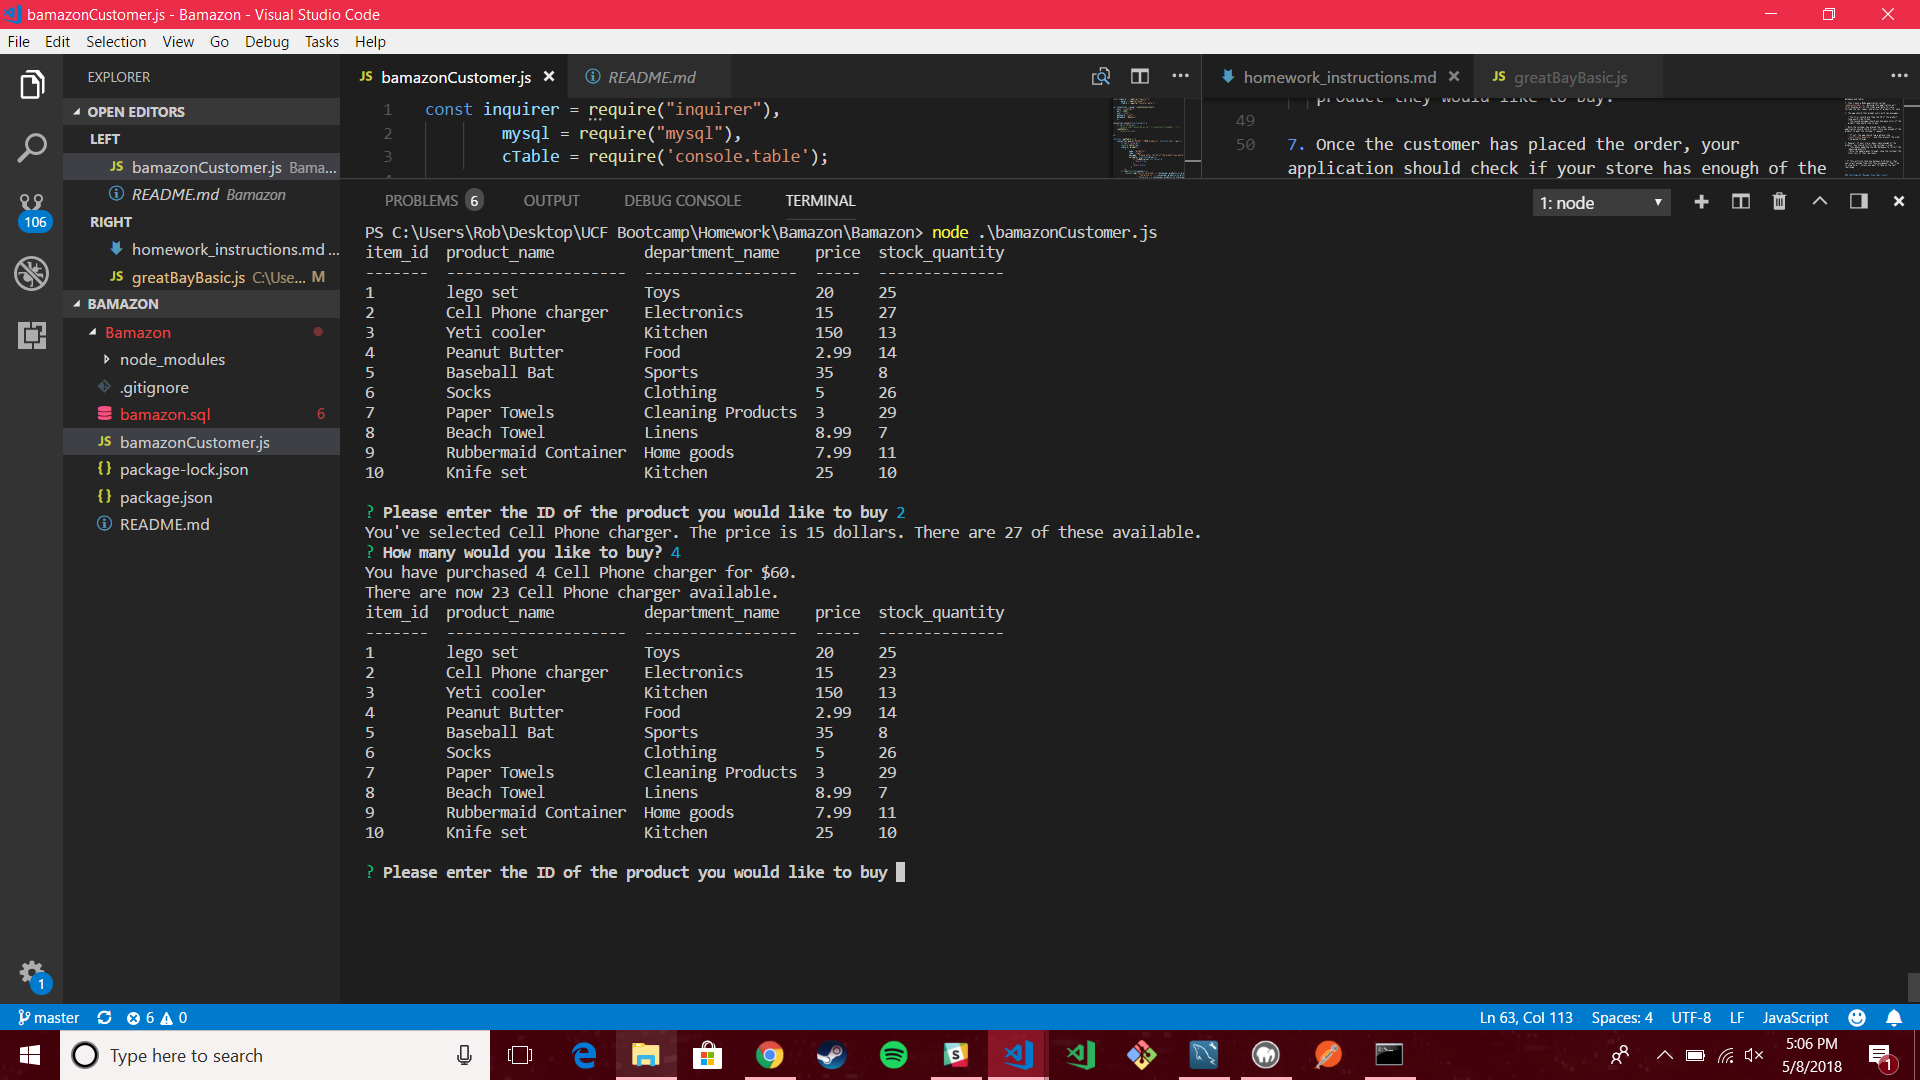 bamazonCustomer.js - Bamazon - Visual Studio Code
File Edit Selection View Go Debug Tasks Help
EXPLORER
OPEN EDITORS
LEFT
JS bamazonCustomer.js Bama...
README.md Bamazon
106
RIGHT
homework_instructions.md ...
JS greatBayBasic.js C:\Use... M
BAMAZON
Bamazon
node_modules
.gitignore
bamazon.sql 6
JS bamazonCustomer.js
{} package-lock.json
{} package.json
README.md
1
JS bamazonCustomer.js
README.md
1 const inquirer = require("inquirer"),
2 mysql = require("mysql"),
3 cTable = require('console.table');
homework_instructions.md
JS greatBayBasic.js
product they would like to buy.
49
50 7. Once the customer has placed the order, your
application should check if your store has enough of the
PROBLEMS 6 OUTPUT DEBUG CONSOLE TERMINAL
1: node
PS C:\Users\Rob\Desktop\UCF Bootcamp\Homework\Bamazon\Bamazon> node .\bamazonCustomer.js
item_id product_name department_name price stock_quantity
------- -------------------- ----------------- ----- --------------
1 lego set Toys 20 25
2 Cell Phone charger Electronics 15 27
3 Yeti cooler Kitchen 150 13
4 Peanut Butter Food 2.99 14
5 Baseball Bat Sports 35 8
6 Socks Clothing 5 26
7 Paper Towels Cleaning Products 3 29
8 Beach Towel Linens 8.99 7
9 Rubbermaid Container Home goods 7.99 11
10 Knife set Kitchen 25 10
? Please enter the ID of the product you would like to buy 2
You've selected Cell Phone charger. The price is 15 dollars. There are 27 of these available.
? How many would you like to buy? 4
You have purchased 4 Cell Phone charger for $60.
There are now 23 Cell Phone charger available.
item_id product_name department_name price stock_quantity
------- -------------------- ----------------- ----- --------------
1 lego set Toys 20 25
2 Cell Phone charger Electronics 15 23
3 Yeti cooler Kitchen 150 13
4 Peanut Butter Food 2.99 14
5 Baseball Bat Sports 35 8
6 Socks Clothing 5 26
7 Paper Towels Cleaning Products 3 29
8 Beach Towel Linens 8.99 7
9 Rubbermaid Container Home goods 7.99 11
10 Knife set Kitchen 25 10
? Please enter the ID of the product you would like to buy
master 6 0
Ln 63, Col 113 Spaces: 4 UTF-8 LF JavaScript
Type here to search
5:06 PM
5/8/2018
1